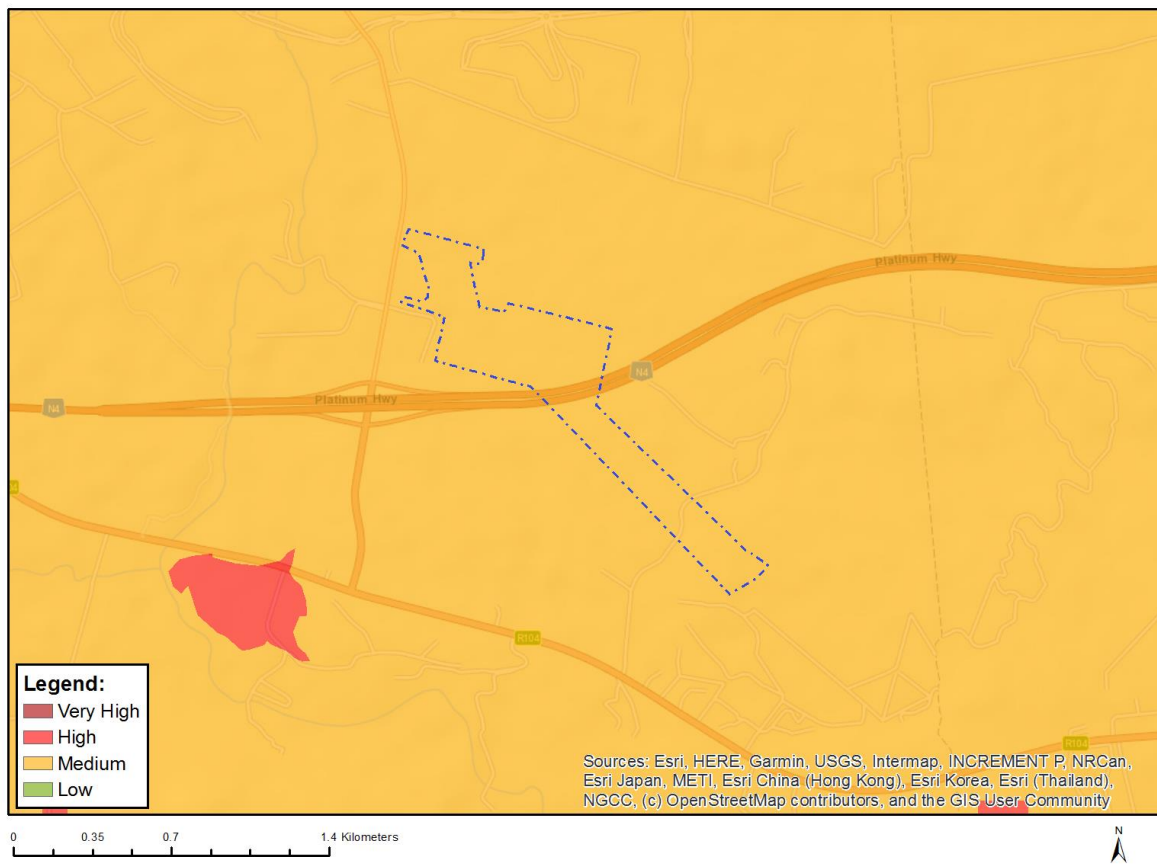 Platinum Hwy
N4
N4
Platinum Hwy
R104
R104
Legend:
Very High
High
Medium
Low
Sources: Esri, HERE, Garmin, USGS, Intermap, INCREMENT P, NRCan,
Esri Japan, METI, Esri China (Hong Kong), Esri Korea, Esri (Thailand),
NGCC, (c) OpenStreetMap contributors, and the GIS User Community
0 0.35 0.7 1.4 Kilometers
N